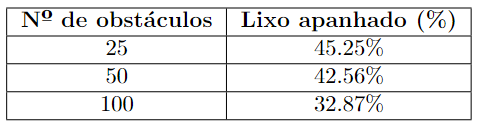 Nº de obstáculos Lixo apanhado (%)
25 45.25%
50 42.56%
100 32.87%